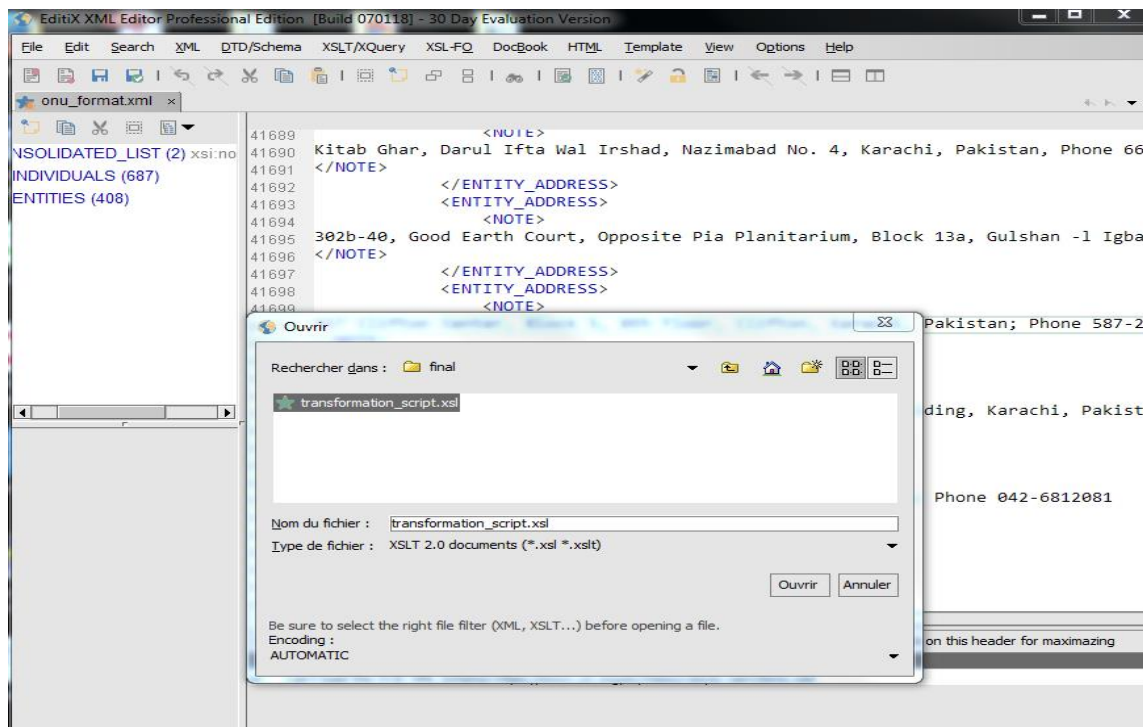 EditiX XML Editor Professional Edition [Build 070118] - 30 Day Evaluation Version
File Edit Search XML DTD/Schema XSLT/XQuery XSL-FO DocBook HTML Template View Options Help
onu_format.xml
NSOLIDATED_LIST (2) xsi:no
INDIVIDUALS (687)
ENTITIES (408)
41689 <NOTE>
41690 Kitab Ghar, Darul Ifta Wal Irshad, Nazimabad No. 4, Karachi, Pakistan, Phone 66
41691 </NOTE>
41692 </ENTITY_ADDRESS>
41693 <ENTITY_ADDRESS>
41694 <NOTE>
41695 302b-40, Good Earth Court, Opposite Pia Planitarium, Block 13a, Gulshan -l Igba
41696 </NOTE>
41697 </ENTITY_ADDRESS>
41698 <ENTITY_ADDRESS>
41699 <NOTE>
Pakistan; Phone 587-2
ding, Karachi, Pakist
Phone 042-6812081
on this header for maximazing
Ouvrir
Rechercher dans : final
transformation_script.xsl
Nom du fichier : transformation_script.xsl
Type de fichier : XSLT 2.0 documents (*.xsl *.xslt)
Ouvrir Annuler
Be sure to select the right file filter (XML, XSLT...) before opening a file.
Encoding :
AUTOMATIC